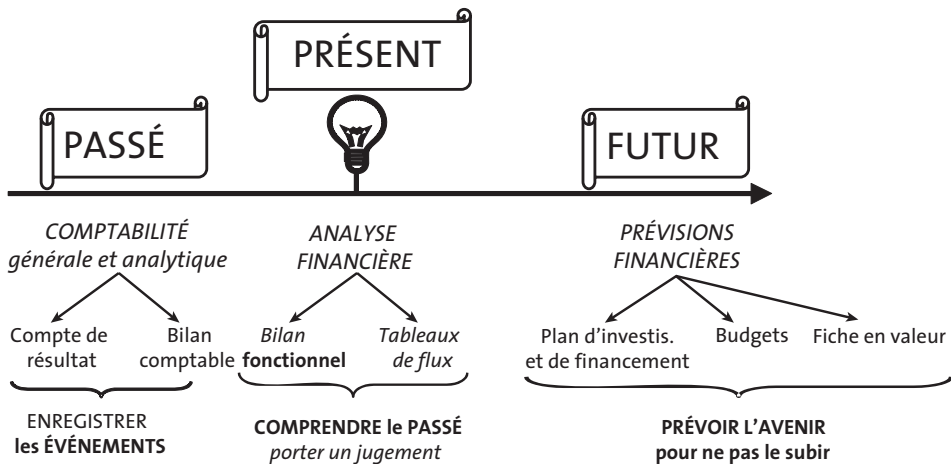 PRÉSENT
PASSÉ
FUTUR
COMPTABILITÉ
générale et analytique
ANALYSE
FINANCIÈRE
PRÉVISIONS
FINANCIÈRES
Compte de
résultat
Bilan
comptable
Bilan
fonctionnel
Tableaux
de flux
Plan d'investis.
et de financement
Budgets
Fiche en valeur
ENREGISTRER
les ÉVÉNEMENTS
COMPRENDRE le PASSÉ
porter un jugement
PRÉVOIR L'AVENIR
pour ne pas le subir